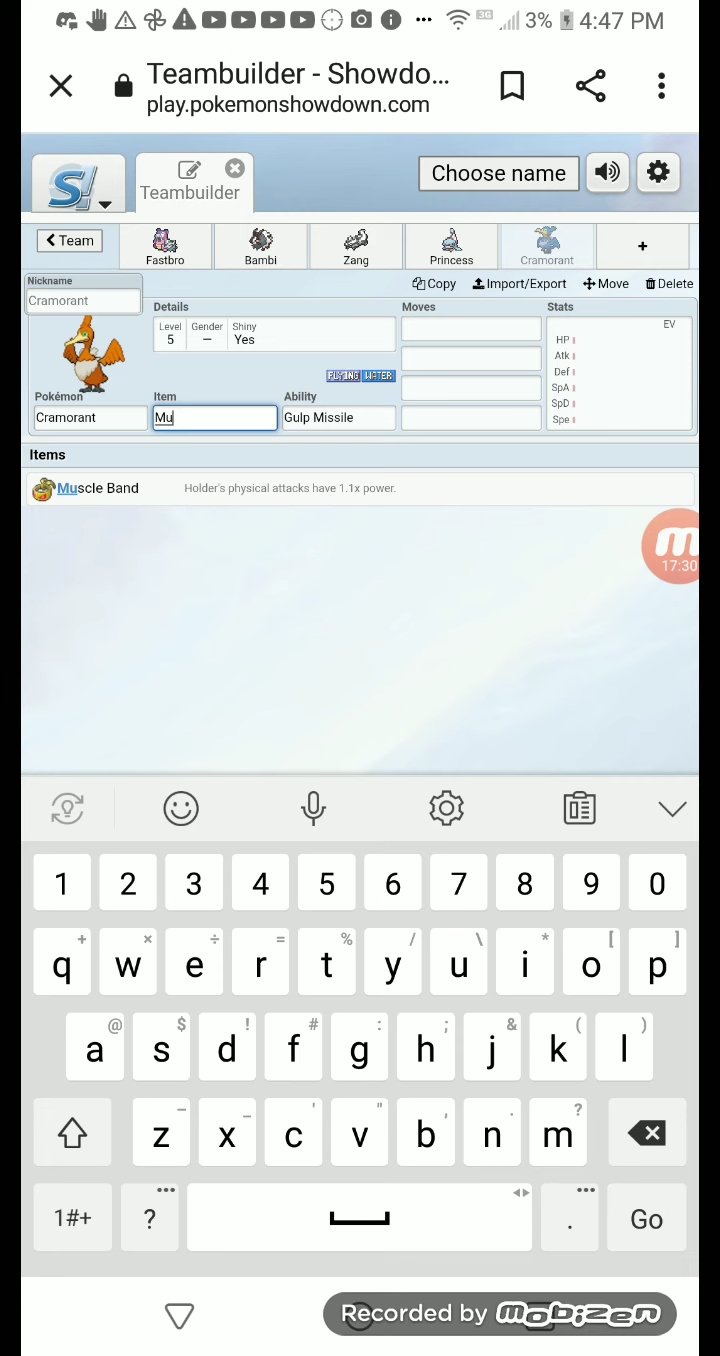 3G 3% 4:47 PM
Teambuilder - Showdo...
play.pokemonshowdown.com
S! Teambuilder Choose name
Team Fastbro Bambi Zang Princess Cramorant +
Copy Import/Export Move Delete
Nickname
Cramorant
Details Moves Stats
Level Gender Shiny EV
5 – Yes
HP
Atk
Def
SpA
SpD
Spe
FLYING WATER
Pokémon Item Ability
Cramorant Mu Gulp Missile
Items
Muscle Band Holder's physical attacks have 1.1x power.
m
17:30
1 2 3 4 5 6 7 8 9 0
+ × ÷ = % / \ * [ ]
q w e r t y u i o p
@ $ ! # : ; & ( )
a s d f g h j k l
– _ ' " , . ?
z x c v b n m
1#+ ? . Go
Recorded by mobizen